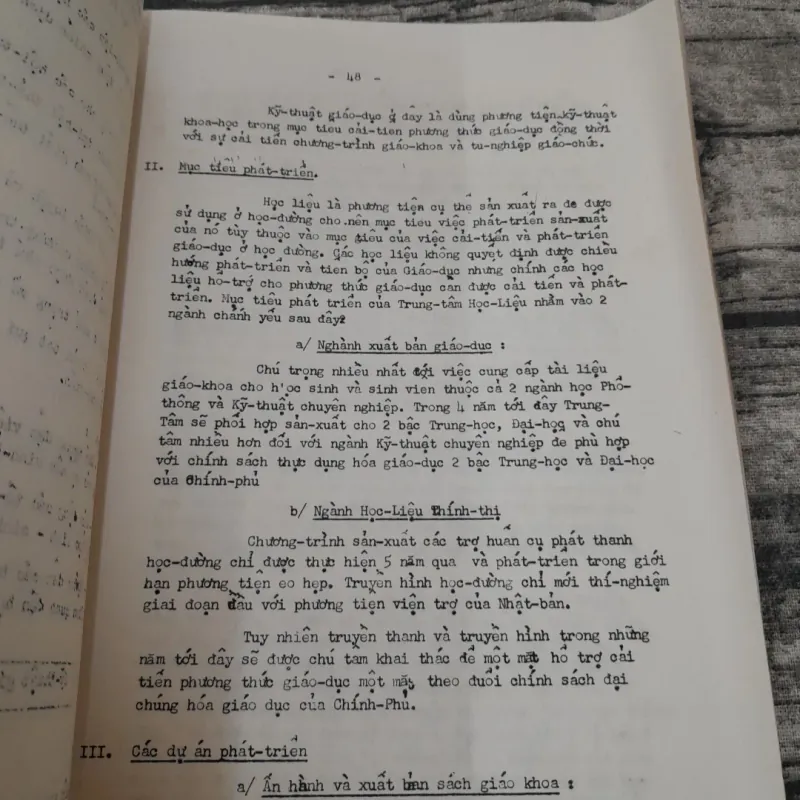 - 48 -
Kỹ-thuật giáo-dục ở đây là dùng phương tiện kỹ-thuật
khoa-học trong mục tieu cải-tien phương thức giáo-dục đồng thời
với sự cải tiến chương-trình giáo-khoa và tu-nghiệp giáo-chức.
II. Mục tiêu phát-triển.
Học liệu là phương tiện cụ thể sản xuất ra de được
sử dụng ở học-đường cho nên mục tieu việc phát-triển sản-xuất
của nó tùy thuộc vào mục tiêu của việc cải-tiến và phát-triển
giáo-dục ở học đường. Các học liệu không quyết định được chiều
hướng phát-triển và tien bộ của Giáo-dục nhưng chính các học
liệu hỗ-trợ cho phương thức giáo-dục cần được cải tiến và phát-
triển. Mục tiêu phát triển của Trung-tâm Học-Liệu nhằm vào 2
ngành chánh yếu sau đây:
a/ Nghành xuất bản giáo-dục :
Chú trọng nhiều nhất tới việc cung cấp tài liệu
giáo-khoa cho học sinh và sinh vien thuộc cả 2 ngành học Phổ-
thông và Kỹ-thuật chuyên nghiệp. Trong 4 năm tới đây Trung-
Tâm sẽ phối hợp sản-xuất cho 2 bậc Trung-học, Đại-học và chú
tâm nhiều hơn đối với ngành Kỹ-thuật chuyên nghiệp đe phù hợp
với chính sách thực dụng hóa giáo-dục 2 bậc Trung-học và Đại-học
của Chính-phủ
b/ Ngành Học-Liệu Thính-thị
Chương-trình sản-xuất các trợ huấn cụ phát thanh
học-đường chỉ được thực hiện 5 năm qua và phát-triển trong giới
hạn phương tiện eo hẹp. Truyền hình học-đường chỉ mới thí-nghiệm
giai đoạn đầu với phương tiện viện trợ của Nhật-bản.
Tuy nhiên truyền thanh và truyền hình trong những
năm tới đây sẽ được chú tâm khai thác để một mặt hỗ trợ cải
tiến phương thức giáo-dục một mặt theo đuổi chính sách đại
chúng hóa giáo dục của Chính-Phủ.
III. Các dự án phát-triển
a/ Ấn hành và xuất bản sách giáo khoa :